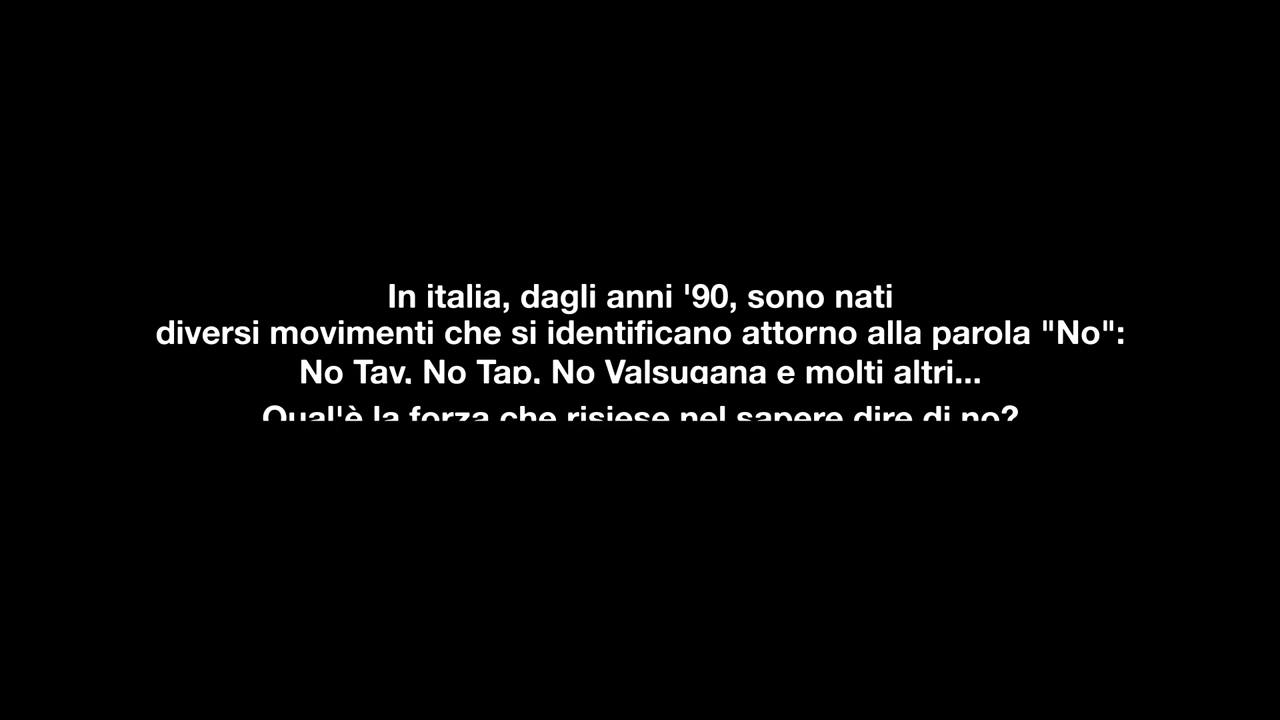 In italia, dagli anni '90, sono nati
diversi movimenti che si identificano attorno alla parola "No":
No Tav, No Tap, No Valsugana e molti altri...
Qual'è la forza che risiese nel sapere dire di no?